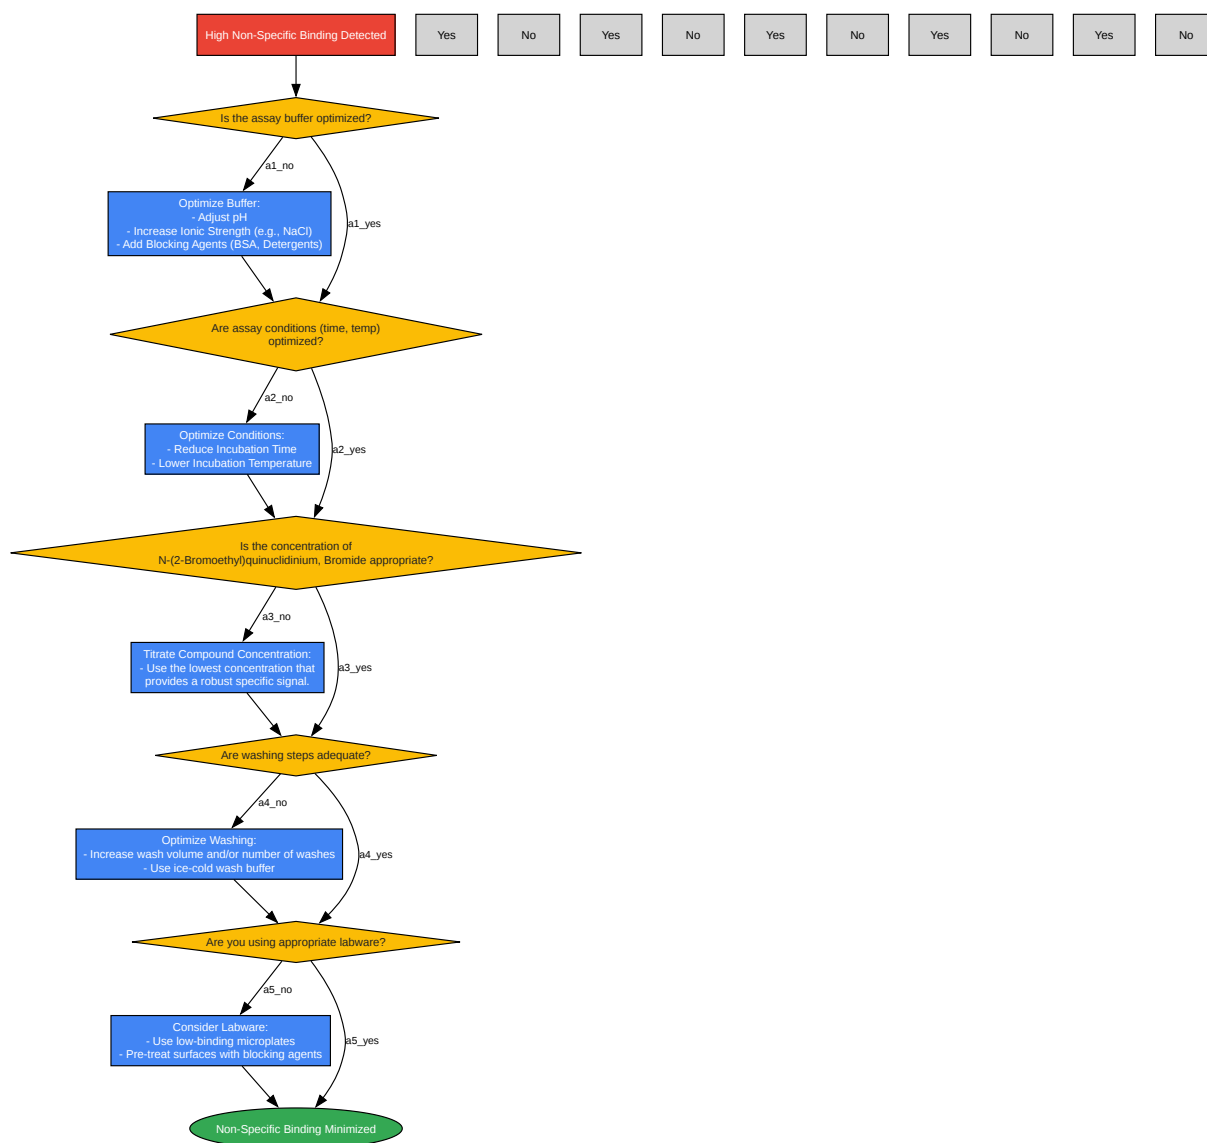 High Non-Specific Binding Detected
Yes
No
Yes
No
Yes
No
Yes
No
Yes
No
Is the assay buffer optimized?
a1_no
Optimize Buffer:
- Adjust pH
- Increase Ionic Strength (e.g., NaCl)
- Add Blocking Agents (BSA, Detergents)
a1_yes
Are assay conditions (time, temp)
optimized?
a2_no
Optimize Conditions:
- Reduce Incubation Time
- Lower Incubation Temperature
a2_yes
Is the concentration of
N-(2-Bromoethyl)quinuclidinium, Bromide appropriate?
a3_no
Titrate Compound Concentration:
- Use the lowest concentration that
provides a robust specific signal.
a3_yes
Are washing steps adequate?
a4_no
Optimize Washing:
- Increase wash volume and/or number of washes
- Use ice-cold wash buffer
a4_yes
Are you using appropriate labware?
a5_no
Consider Labware:
- Use low-binding microplates
- Pre-treat surfaces with blocking agents
a5_yes
Non-Specific Binding Minimized